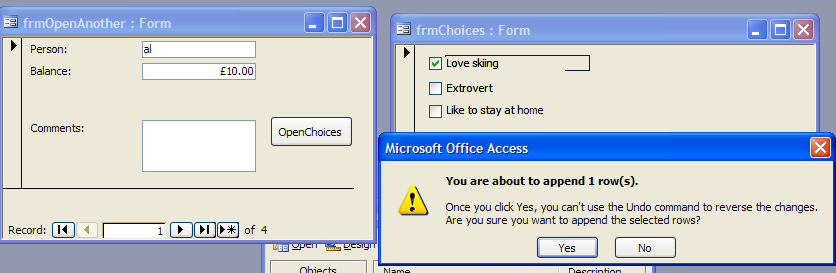 frmOpenAnother : Form
Person:
al
Balance:
£10.00
Comments:
OpenChoices
Record:
1
of 4
frmChoices : Form
Love skiing
Extrovert
Like to stay at home
Microsoft Office Access
You are about to append 1 row(s).
Once you click Yes, you can't use the Undo command to reverse the changes.
Are you sure you want to append the selected rows?
Yes
No
Open
Design
Objects
Name
Description